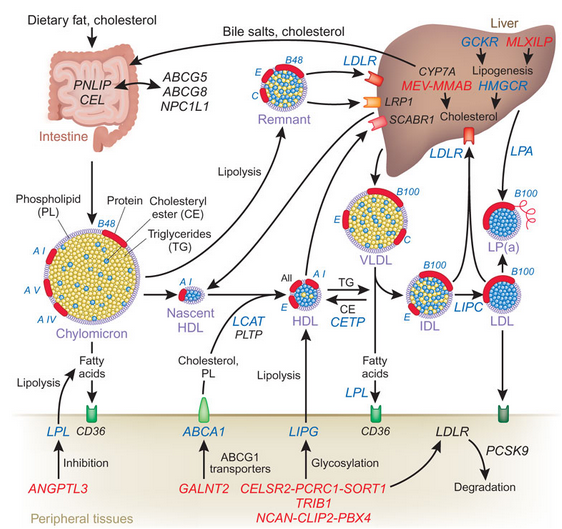 Dietary fat, cholesterol
Bile salts, cholesterol
Liver
GCKR
MLXILP
LDLR
B48
E
C
CYP7A
Lipogenesis
MEV-MMAB
HMGCR
LRP1
Cholesterol
SCABR1
PNLIP
CEL
ABCG5
ABCG8
NPC1L1
Intestine
Remnant
LDLR
LPA
Lipolysis
Phospholipid
(PL)
Protein
B48
Cholesteryl
ester (CE)
Triglycerides
(TG)
A I
A V
A IV
Chylomicron
B100
E
C
VLDL
B100
LP(a)
A I
Nascent
HDL
LCAT
PLTP
AII
A I
E
HDL
TG
CE
CETP
B100
E
IDL
LIPC
B100
LDL
Fatty
acids
Lipolysis
Cholesterol,
PL
Lipolysis
Fatty
acids
LPL
LPL
CD36
ABCA1
LIPG
CD36
LDLR
PCSK9
Inhibition
ABCG1
transporters
Glycosylation
Degradation
ANGPTL3
GALNT2
CELSR2-PCRC1-SORT1
TRIB1
NCAN-CLIP2-PBX4
Peripheral tissues